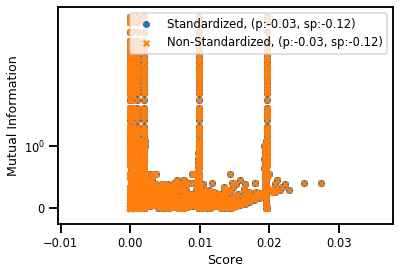 Standardized, (p:-0.03, sp:-0.12)
Non-Standardized, (p:-0.03, sp:-0.12)
Mutual Information
10⁰
0
−0.01
0.00
0.01
0.02
0.03
Score